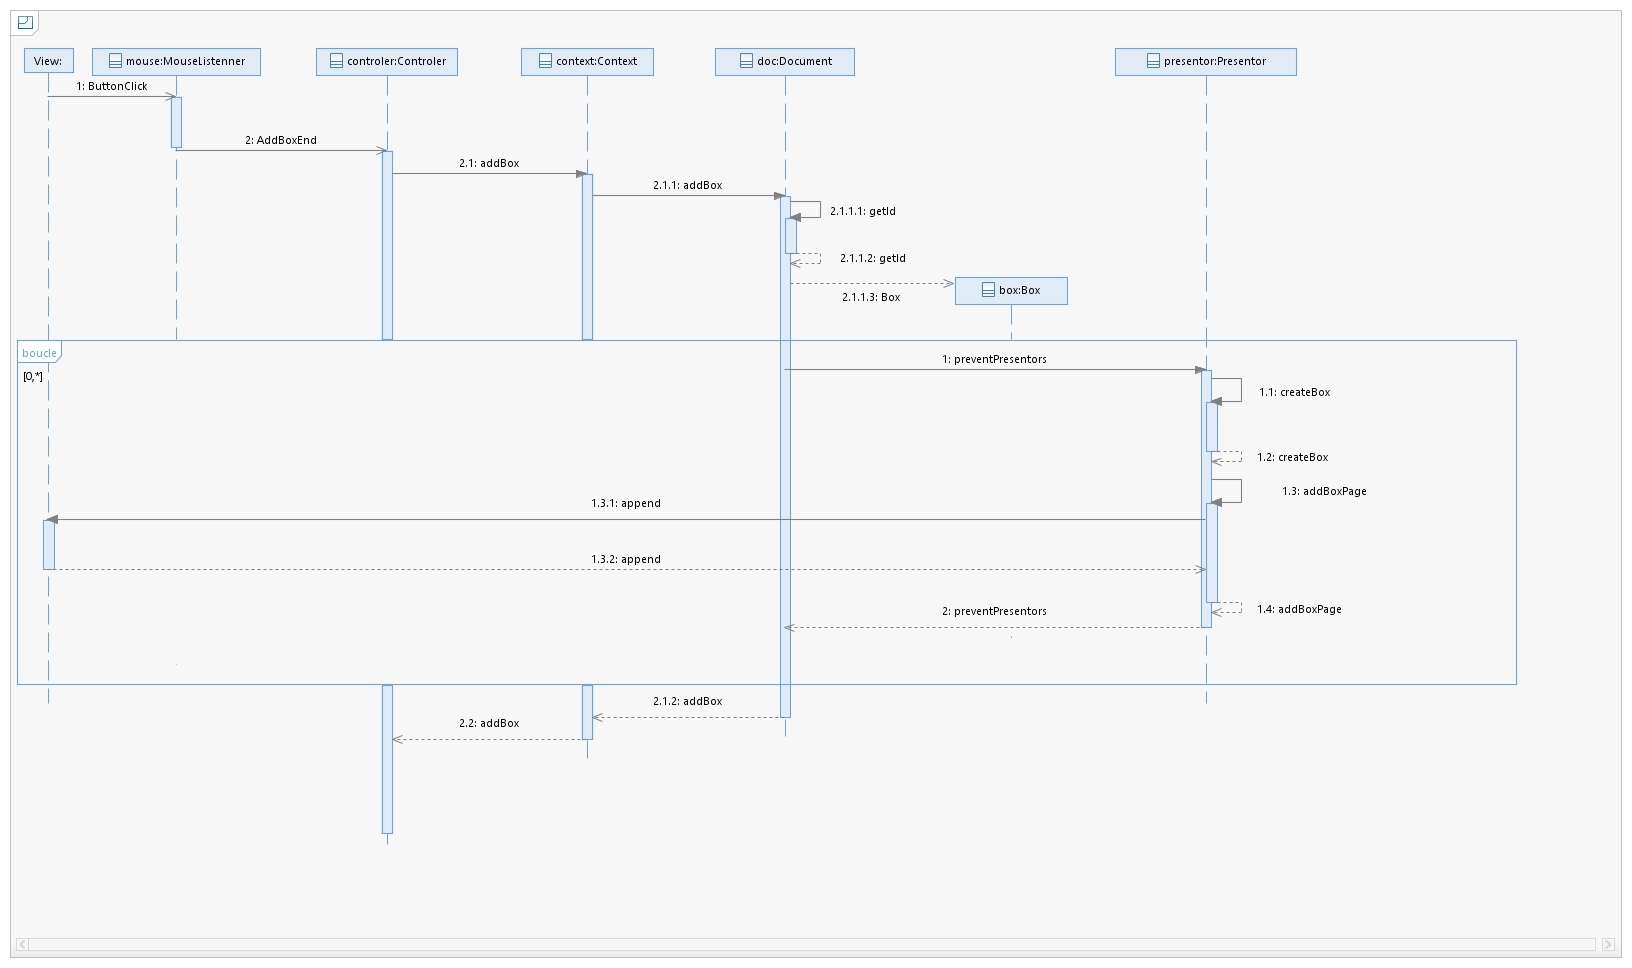 View:
mouse:MouseListenner
controler:Controler
context:Context
doc:Document
presentor:Presentor
1: ButtonClick
2: AddBoxEnd
2.1: addBox
2.1.1: addBox
2.1.1.1: getId
2.1.1.2: getId
box:Box
2.1.1.3: Box
boucle
1: preventPresentors
[0,*]
1.1: createBox
1.2: createBox
1.3: addBoxPage
1.3.1: append
1.3.2: append
1.4: addBoxPage
2: preventPresentors
2.1.2: addBox
2.2: addBox